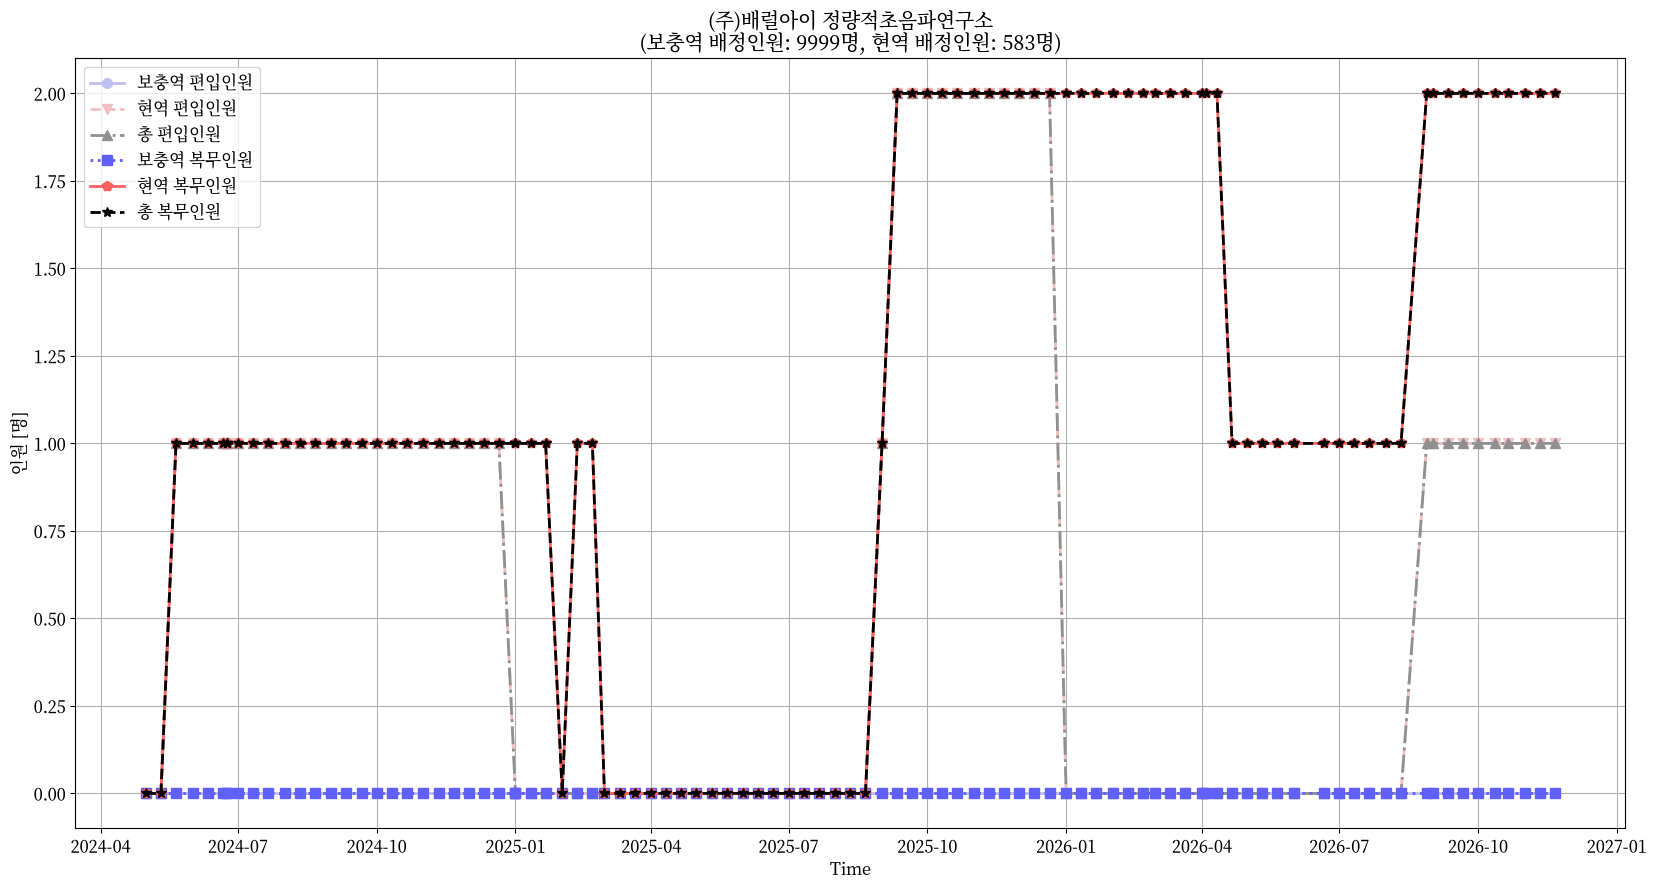 (주)배럴아이 정량적초음파연구소
(보충역 배정인원: 9999명, 현역 배정인원: 583명)
보충역 편입인원
현역 편입인원
총 편입인원
보충역 복무인원
현역 복무인원
총 복무인원
2.00
1.75
1.50
1.25
1.00
0.75
0.50
0.25
0.00
인원 [명]
2024-04 2024-07 2024-10 2025-01 2025-04 2025-07 2025-10 2026-01 2026-04 2026-07 2026-10 2027-01
Time